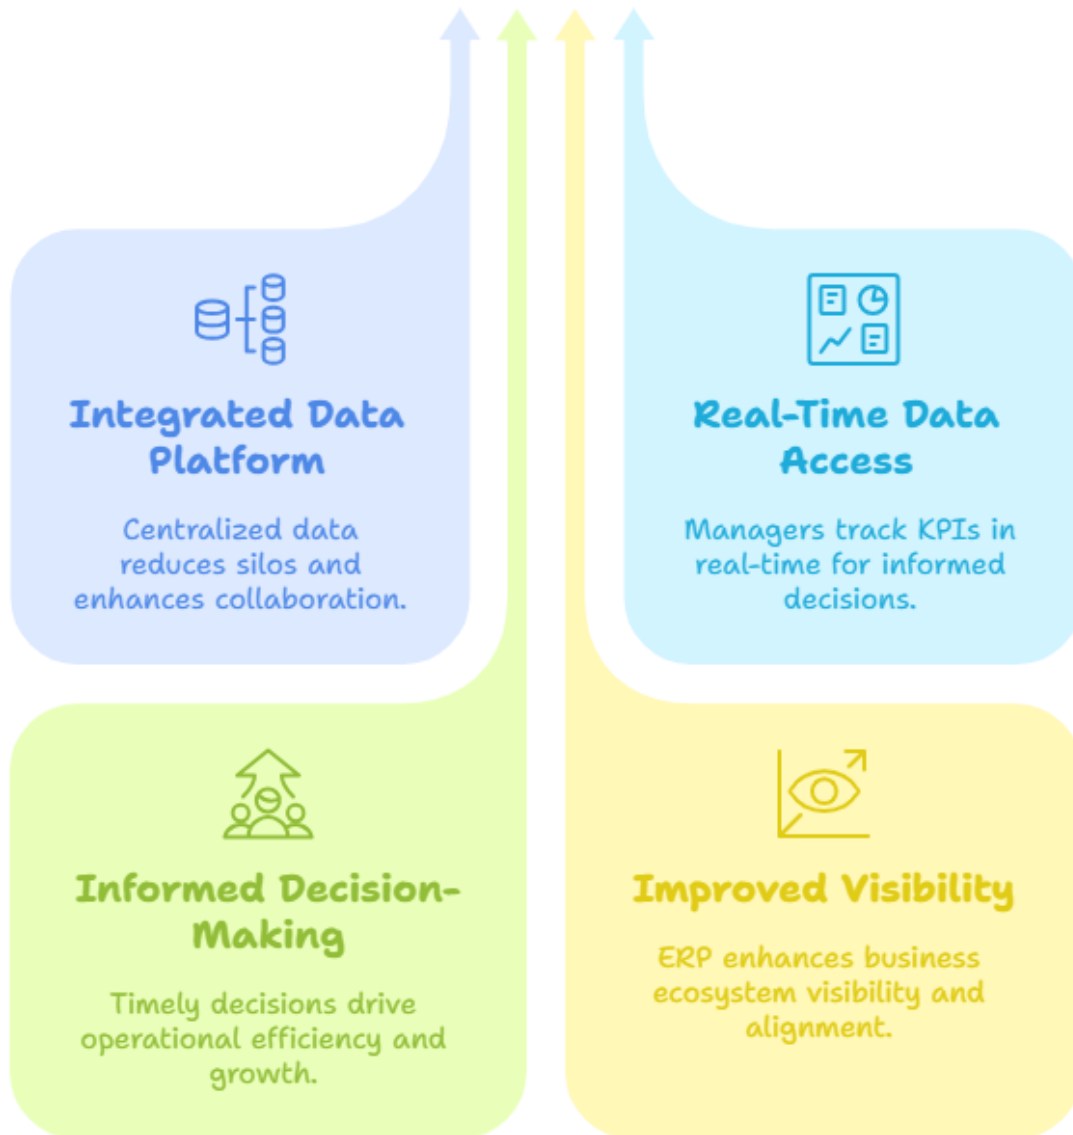 Integrated Data
Platform
Centralized data
reduces silos and
enhances collaboration.
Real-Time Data
Access
Managers track KPIs in
real-time for informed
decisions.
Informed Decision-
Making
Timely decisions drive
operational efficiency and
growth.
Improved Visibility
ERP enhances business
ecosystem visibility and
alignment.